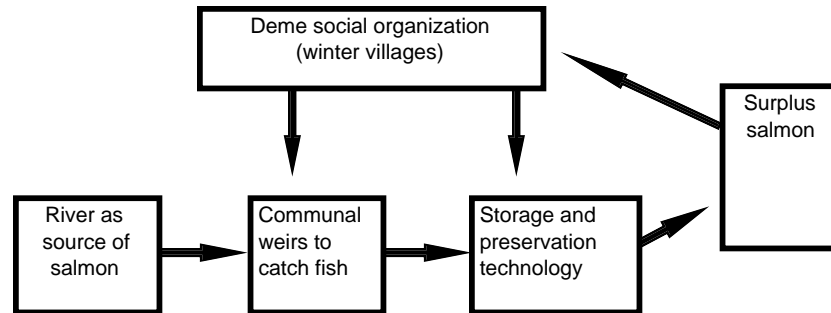 Deme social organization
(winter villages)
Surplus
salmon
River as
source of
salmon
Communal
weirs to
catch fish
Storage and
preservation
technology